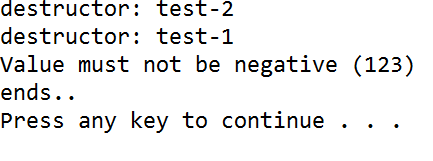 destructor: test-2
destructor: test-1
Value must not be negative (123)
ends..
Press any key to continue . . .